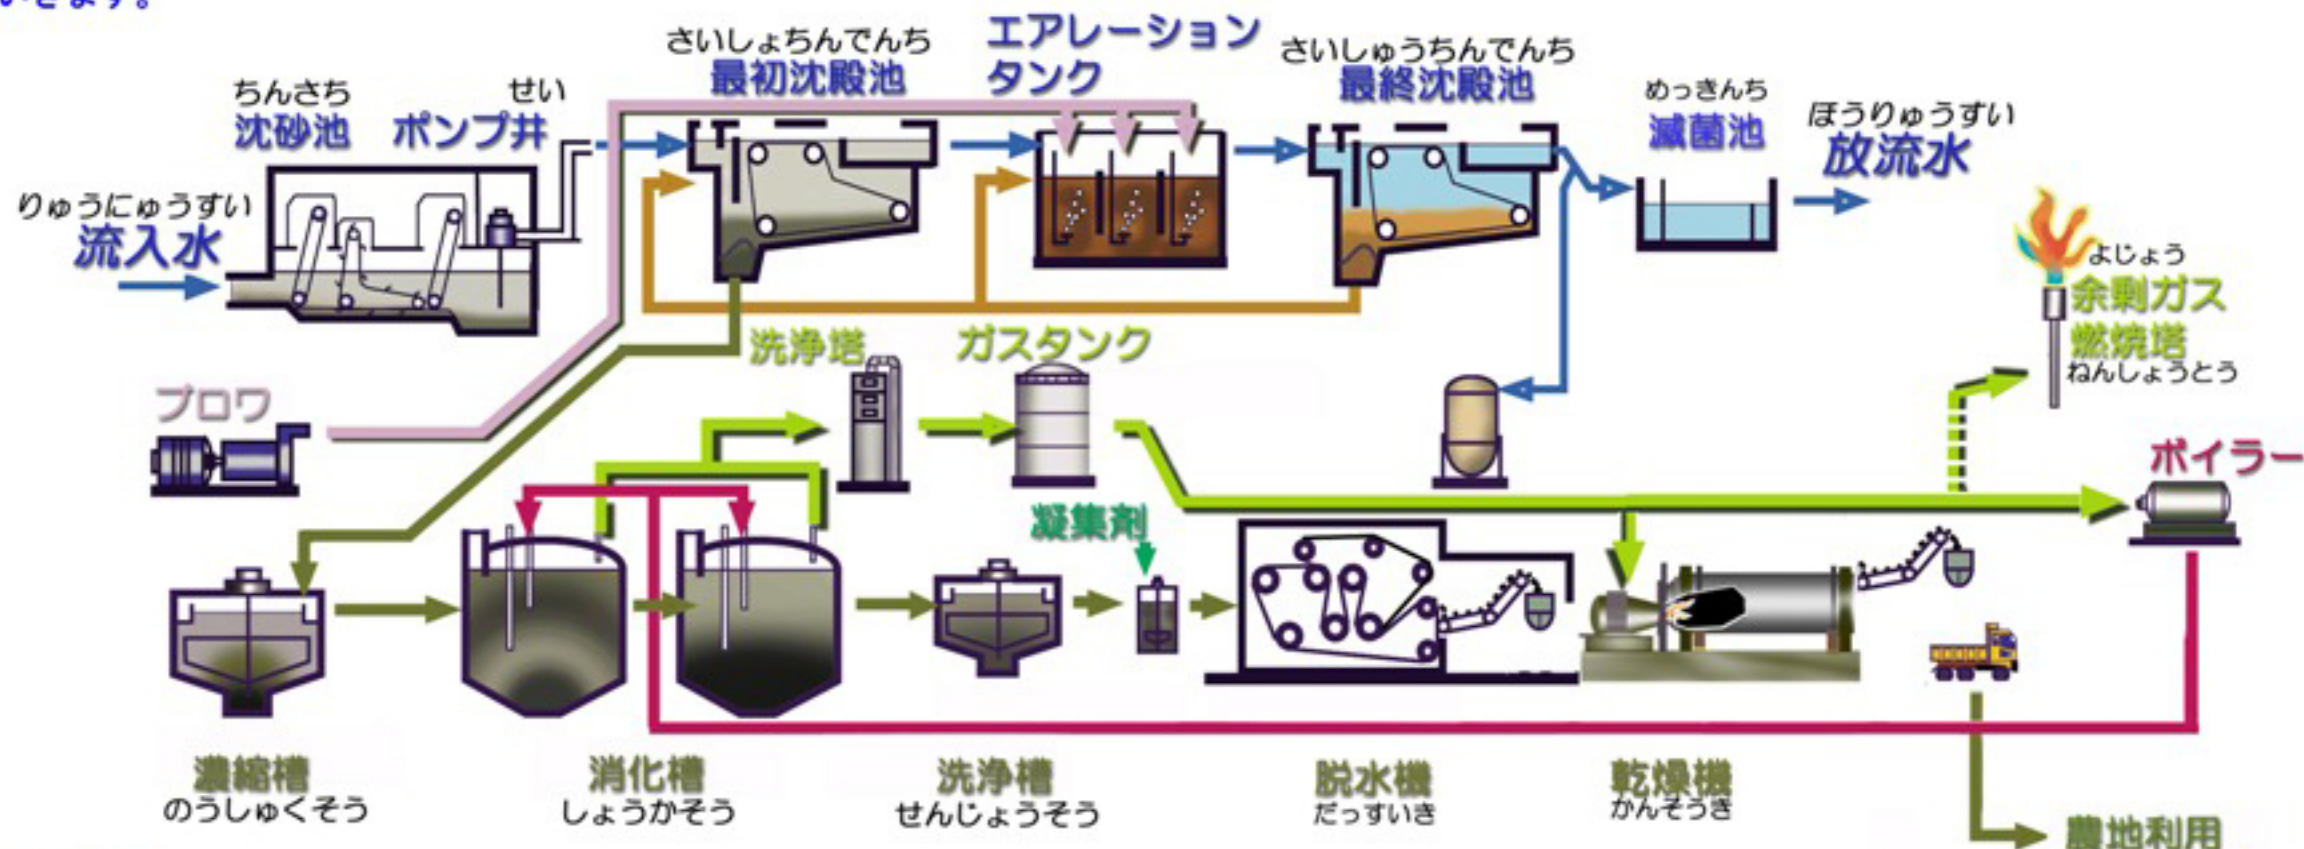 いきます。
さいしょちんでんち
最初沈殿池
エアレーション
タンク
さいしゅうちんでんち
最終沈殿池
めっきんち
滅菌池
ほうりゅうすい
放流水
ちんさち
沈砂池
せい
ポンプ井
りゅうにゅうすい
流入水
よじょう
余剰ガス
燃焼塔
ねんしょうとう
洗浄塔
ガスタンク
ブロワ
ボイラー
凝集剤
濃縮槽
のうしゅくそう
消化槽
しょうかそう
洗浄槽
せんじょうそう
脱水機
だっすいき
乾燥機
かんそうき
農地利用